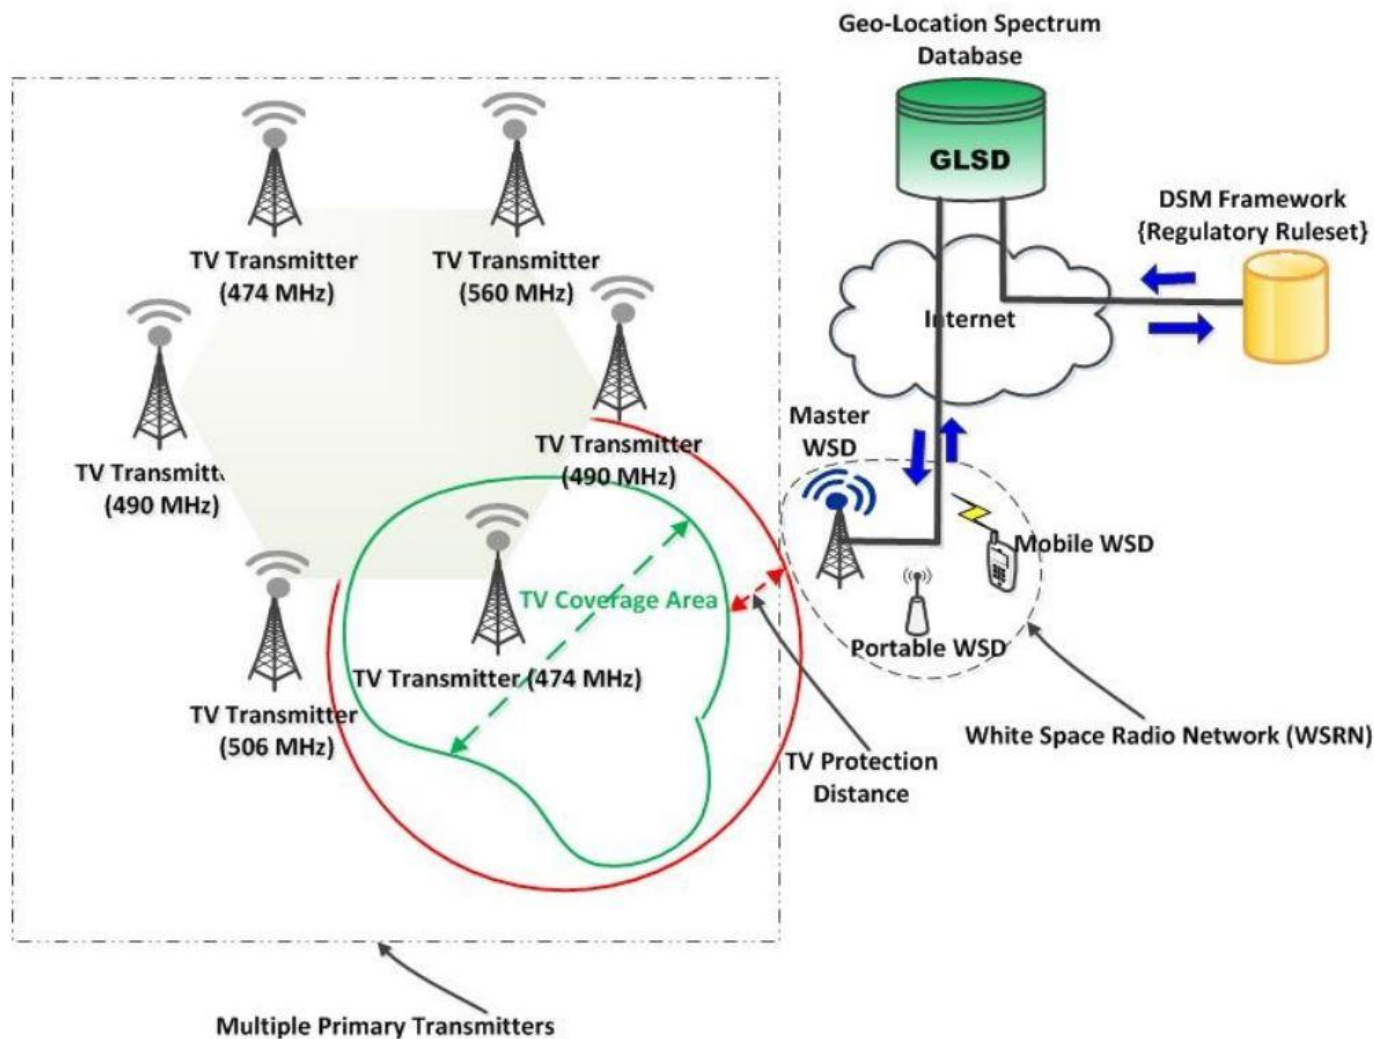 Geo-Location Spectrum
Database
GLSD
DSM Framework
{Regulatory Ruleset}
Internet
TV Transmitter
(474 MHz)
TV Transmitter
(560 MHz)
TV Transmitter
(490 MHz)
TV Transmitt
(490 MHz)
Master
WSD
Mobile WSD
Portable WSD
TV Coverage Area
TV Transmitter (474 MHz)
TV Transmitter
(506 MHz)
White Space Radio Network (WSRN)
TV Protection
Distance
Multiple Primary Transmitters